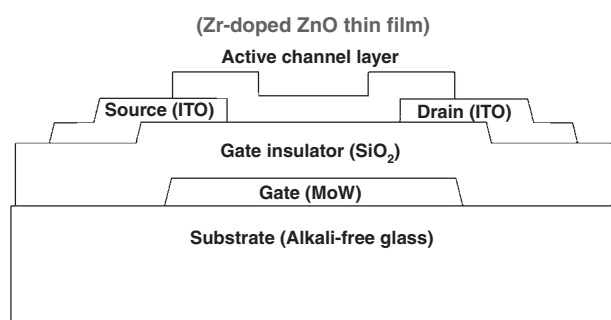 (Zr-doped ZnO thin film)
Active channel layer
Source (ITO)
Drain (ITO)
Gate insulator (SiO₂)
Gate (MoW)
Substrate (Alkali-free glass)